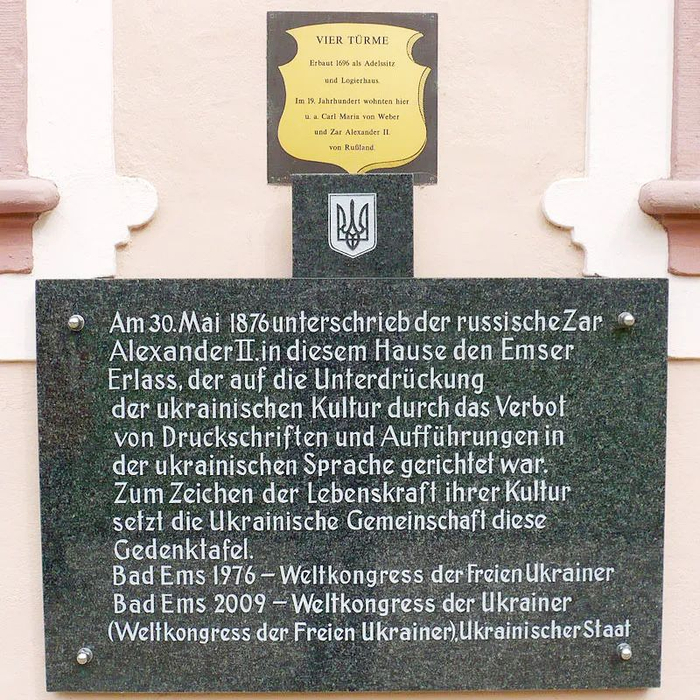 VIER TÜRME
Erbaut 1696 als Adelssitz
und Logierhaus.
Im 19. Jahrhundert wohnten hier
u. a. Carl Maria von Weber
und Zar Alexander II.
von Rußland.
Am 30. Mai 1876 unterschrieb der russische Zar
Alexander II. in diesem Hause den Emser
Erlass, der auf die Unterdrückung
der ukrainischen Kultur durch das Verbot
von Druckschriften und Aufführungen in
der ukrainischen Sprache gerichtet war.
Zum Zeichen der Lebenskraft ihrer Kultur
setzt die Ukrainische Gemeinschaft diese
Gedenktafel.
Bad Ems 1976 – Weltkongress der Freien Ukrainer
Bad Ems 2009 – Weltkongress der Ukrainer
(Weltkongress der Freien Ukrainer), Ukrainischer Staat